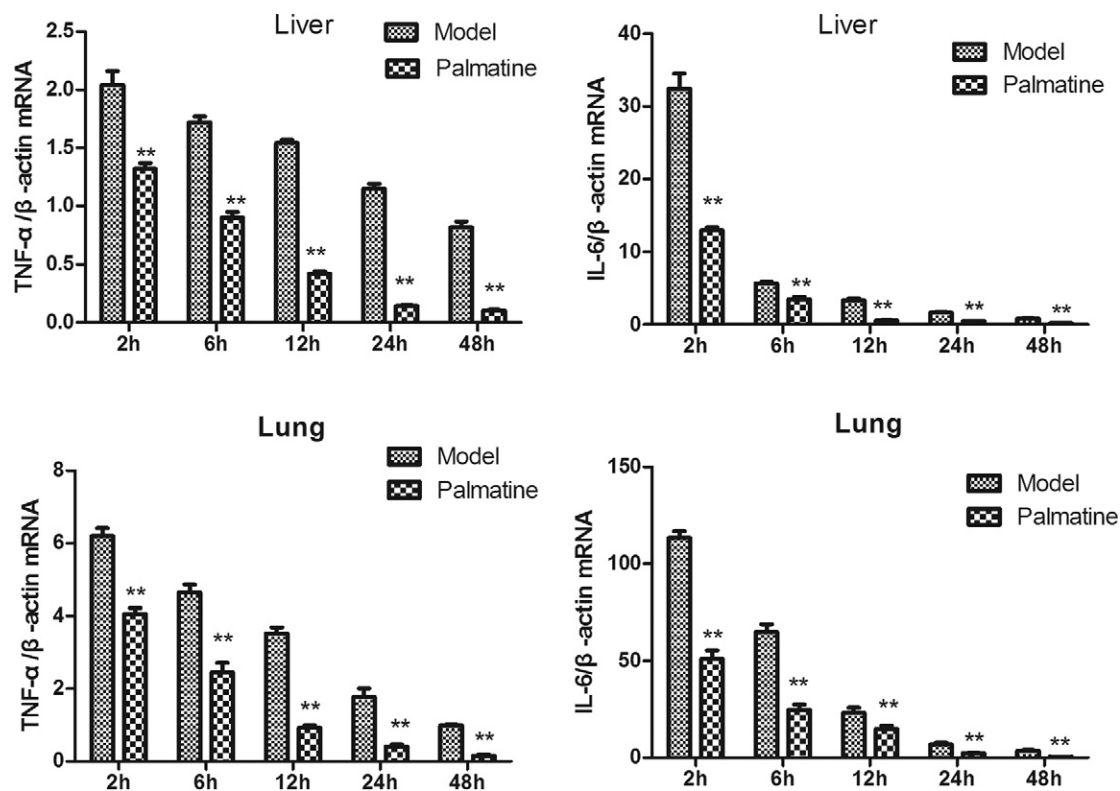 Liver
Model
Palmatine
TNF-α/β -actin mRNA
2.5
2.0
1.5
1.0
0.5
0.0
**
**
**
**
**
2h 6h 12h 24h 48h
Liver
Model
Palmatine
IL-6/β -actin mRNA
40
30
20
10
0
**
**
**
**
**
2h 6h 12h 24h 48h
Lung
Model
Palmatine
TNF-α/β -actin mRNA
8
6
4
2
0
**
**
**
**
**
2h 6h 12h 24h 48h
Lung
Model
Palmatine
IL-6/β -actin mRNA
150
100
50
0
**
**
**
**
**
2h 6h 12h 24h 48h